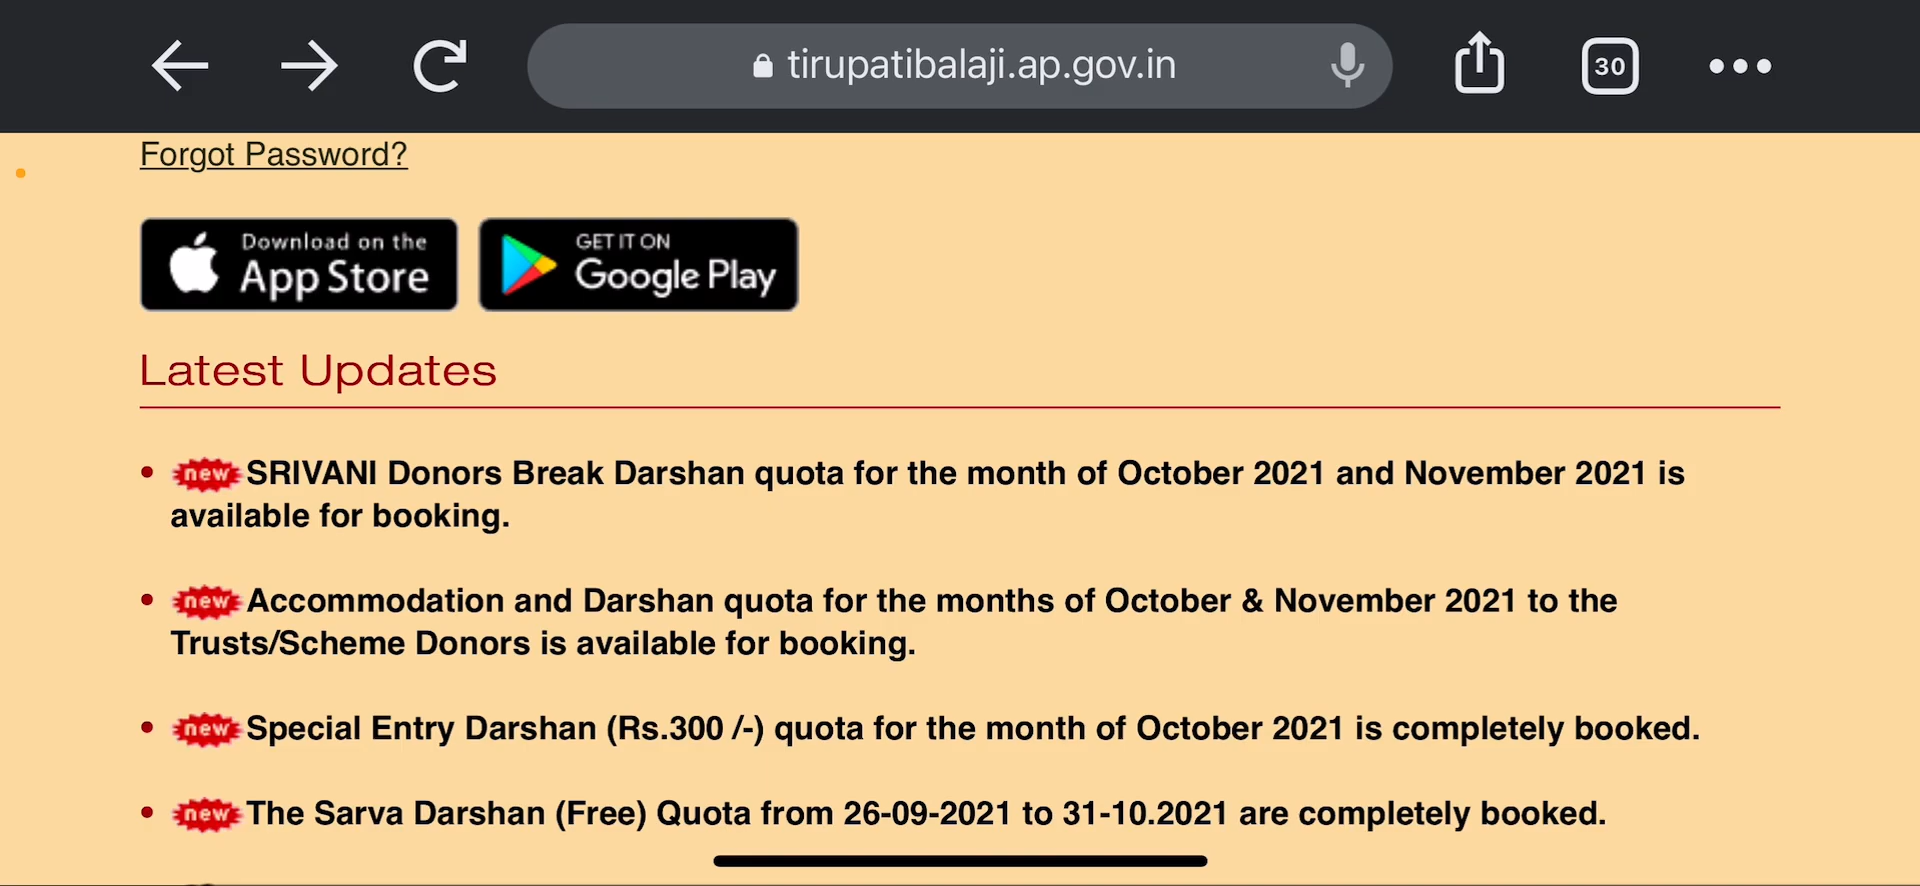 tirupatibalaji.ap.gov.in
30
Forgot Password?
Download on the
App Store
GET IT ON
Google Play
Latest Updates
new SRIVANI Donors Break Darshan quota for the month of October 2021 and November 2021 is
available for booking.
new Accommodation and Darshan quota for the months of October & November 2021 to the
Trusts/Scheme Donors is available for booking.
new Special Entry Darshan (Rs.300 /-) quota for the month of October 2021 is completely booked.
new The Sarva Darshan (Free) Quota from 26-09-2021 to 31-10.2021 are completely booked.